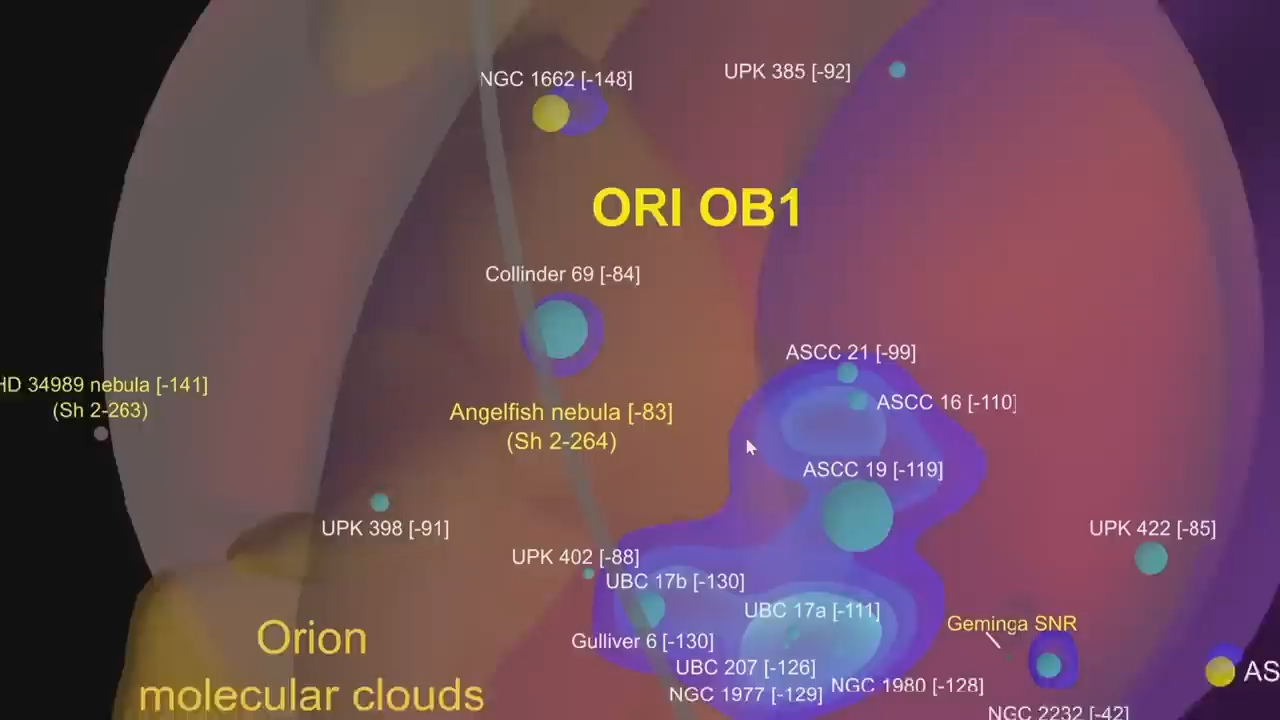 NGC 1662 [-148]
UPK 385 [-92]
ORI OB1
Collinder 69 [-84]
ASCC 21 [-99]
HD 34989 nebula [-141]
(Sh 2-263)
ASCC 16 [-110]
Angelfish nebula [-83]
(Sh 2-264)
ASCC 19 [-119]
UPK 398 [-91]
UPK 422 [-85]
UPK 402 [-88]
UBC 17b [-130]
UBC 17a [-111]
Geminga SNR
Orion
molecular clouds
Gulliver 6 [-130]
UBC 207 [-126]
AS
NGC 1977 [-129]
NGC 1980 [-128]
NGC 2232 [-42]